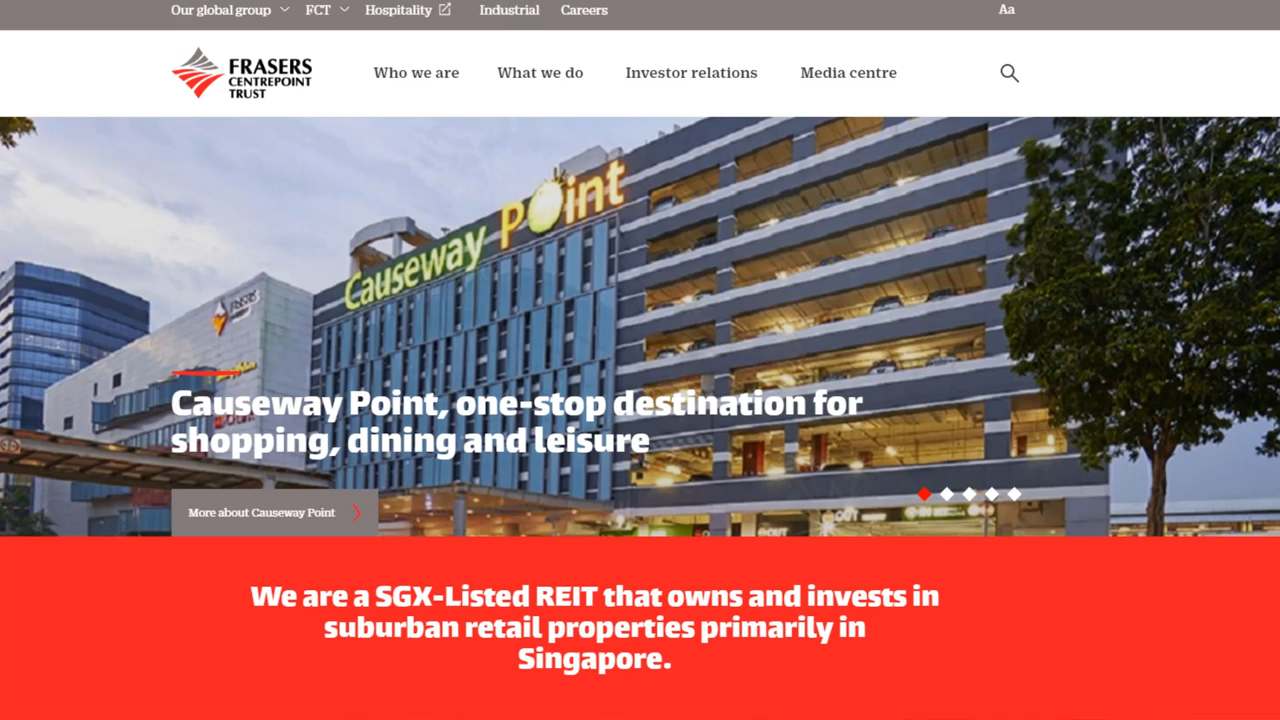 Our global group
FCT
Hospitality
Industrial
Careers
Aa
FRASERS
CENTREPOINT
TRUST
Who we are
What we do
Investor relations
Media centre
Causeway Point
FRASERS
Causeway Point, one-stop destination for
shopping, dining and leisure
More about Causeway Point
OUT
We are a SGX-Listed REIT that owns and invests in
suburban retail properties primarily in
Singapore.